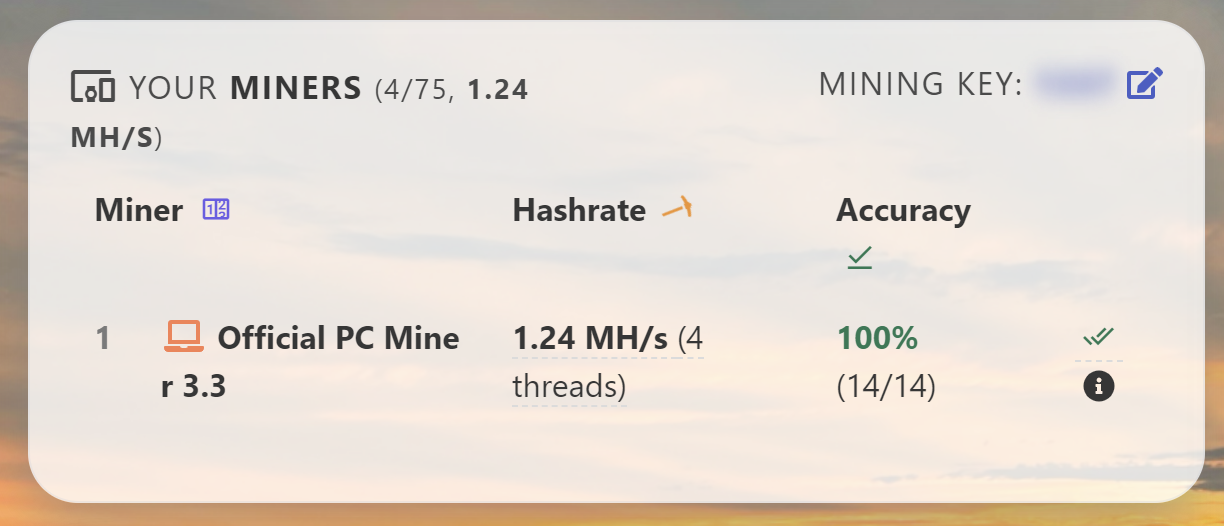 YOUR MINERS (4/75, 1.24
MH/S)
MINING KEY:
Miner
Hashrate
Accuracy
1 Official PC Mine
r 3.3
1.24 MH/s (4
threads)
100%
(14/14)